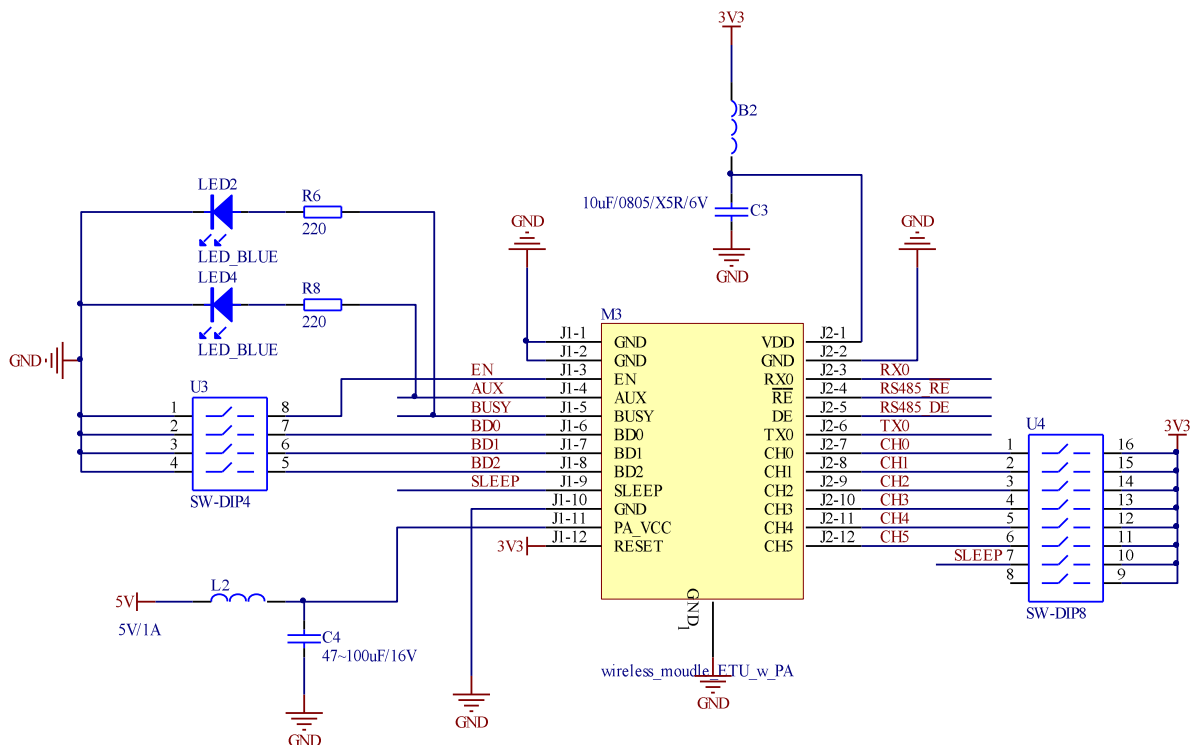 3V3
B2
10uF/0805/X5R/6V
C3
GND
LED2
R6
220
LED_BLUE
LED4
R8
220
LED_BLUE
GND
GND
GND
M3
J1-1 GND VDD J2-1
J1-2 GND GND J2-2
EN J1-3 EN RX0 J2-3 RX0
AUX J1-4 AUX RE J2-4 RS485_RE
BUSY J1-5 BUSY DE J2-5 RS485_DE
BD0 J1-6 BD0 TX0 J2-6 TX0
BD1 J1-7 BD1 CH0 J2-7 CH0
BD2 J1-8 BD2 CH1 J2-8 CH1
SLEEP J1-9 SLEEP CH2 J2-9 CH2
J1-10 GND CH3 J2-10 CH3
J1-11 PA_VCC CH4 J2-11 CH4
3V3 J1-12 RESET CH5 J2-12 CH5
GND_1
wireless_moudle_ETU_w_PA
GND
U3
1 8
2 7
3 6
4 5
SW-DIP4
U4
3V3
1 16
2 15
3 14
4 13
5 12
6 11
SLEEP 7 10
8 9
SW-DIP8
5V
5V/1A
L2
C4
47~100uF/16V
GND
GND